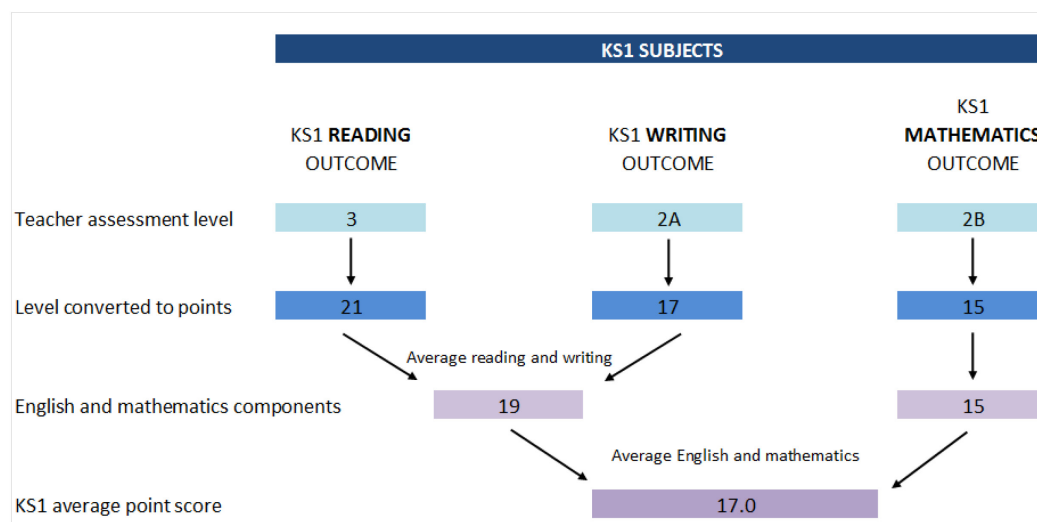 KS1 SUBJECTS
KS1
KS1 READING KS1 WRITING MATHEMATICS
OUTCOME OUTCOME OUTCOME
Teacher assessment level 3 2A 2B
Level converted to points 21 17 15
Average reading and writing
English and mathematics components 19 15
Average English and mathematics
KS1 average point score 17.0